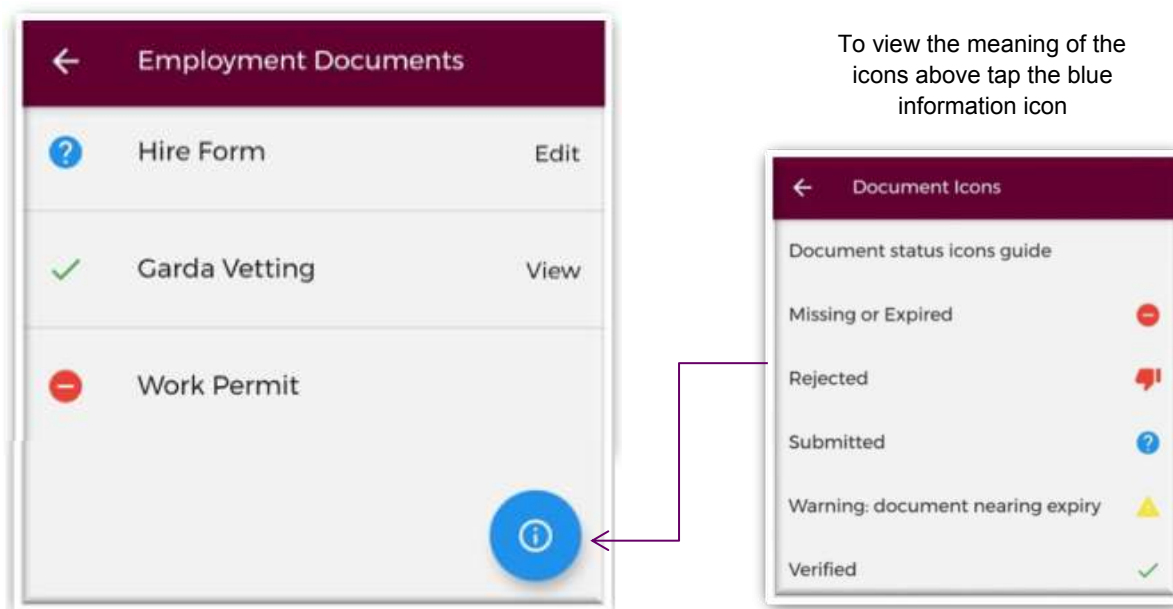 Employment Documents
Hire Form Edit
Garda Vetting View
Work Permit
To view the meaning of the
icons above tap the blue
information icon
Document Icons
Document status icons guide
Missing or Expired
Rejected
Submitted
Warning: document nearing expiry
Verified